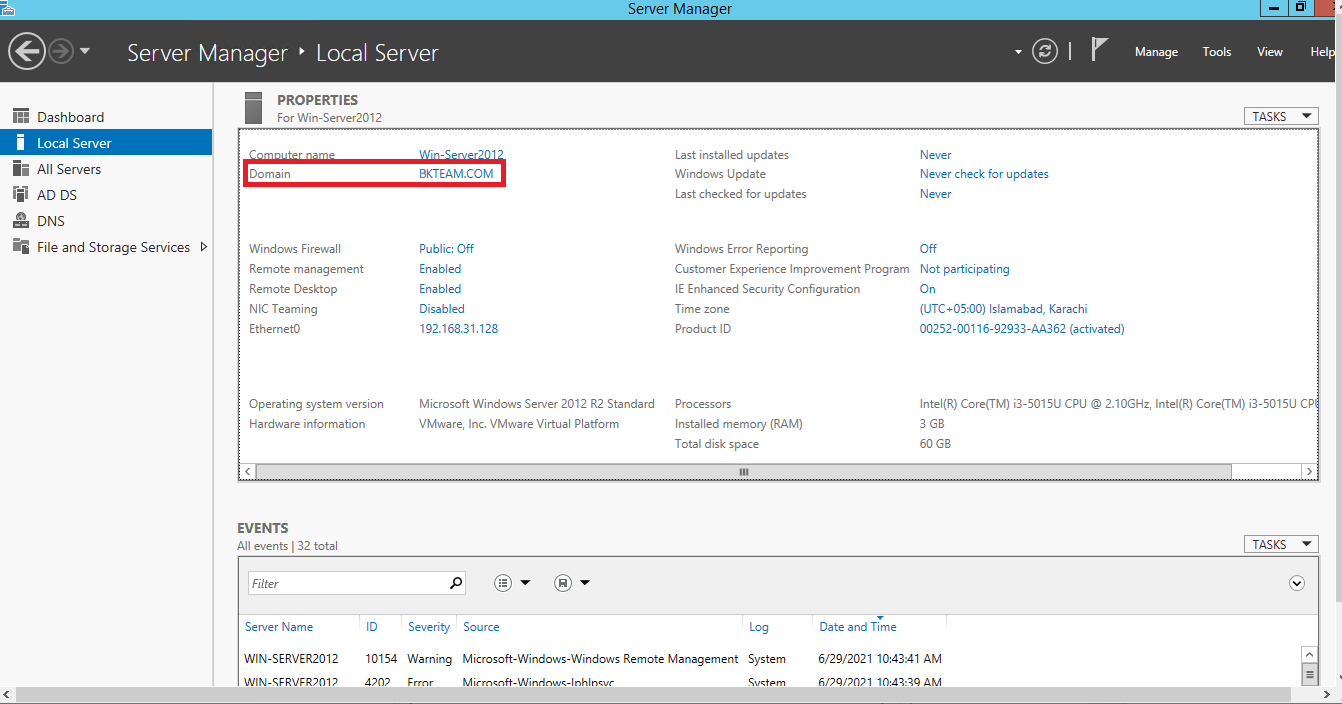 Server Manager
Server Manager ‣ Local Server
Manage Tools View Help
Dashboard
Local Server
All Servers
AD DS
DNS
File and Storage Services
PROPERTIES
For Win-Server2012
TASKS
Computer name Win-Server2012 Last installed updates Never
Domain BKTEAM.COM Windows Update Never check for updates
Last checked for updates Never
Windows Firewall Public: Off Windows Error Reporting Off
Remote management Enabled Customer Experience Improvement Program Not participating
Remote Desktop Enabled IE Enhanced Security Configuration On
NIC Teaming Disabled Time zone (UTC+05:00) Islamabad, Karachi
Ethernet0 192.168.31.128 Product ID 00252-00116-92933-AA362 (activated)
Operating system version Microsoft Windows Server 2012 R2 Standard Processors Intel(R) Core(TM) i3-5015U CPU @ 2.10GHz, Intel(R) Core(TM) i3-5015U CPU
Hardware information VMware, Inc. VMware Virtual Platform Installed memory (RAM) 3 GB
Total disk space 60 GB
EVENTS
All events | 32 total
TASKS
Filter
Server Name ID Severity Source Log Date and Time
WIN-SERVER2012 10154 Warning Microsoft-Windows-Windows Remote Management System 6/29/2021 10:43:41 AM
WIN-SERVER2012 4202 Error Microsoft-Windows-Iphlpsvc System 6/29/2021 10:43:39 AM